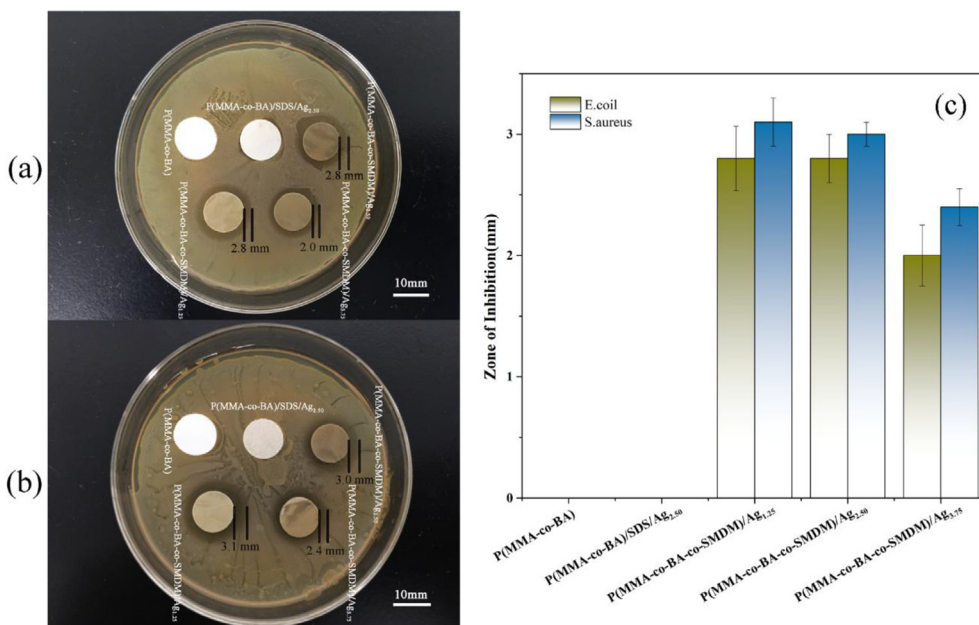 (a)
P(MMA-co-BA)
P(MMA-co-BA)/SDS/Ag2.50
P(MMA-co-BA-co-SMDM)/Ag2.50
2.8 mm
P(MMA-co-BA-co-SMDM)/Ag1.25
2.8 mm
2.0 mm
P(MMA-co-BA-co-SMDM)/Ag3.75
10mm
(b)
P(MMA-co-BA)
P(MMA-co-BA)/SDS/Ag2.50
P(MMA-co-BA-co-SMDM)/Ag2.50
3.0 mm
P(MMA-co-BA-co-SMDM)/Ag1.25
3.1 mm
2.4 mm
P(MMA-co-BA-co-SMDM)/Ag3.75
10mm
(c)
E.coil
S.aureus
Zone of Inhibition(mm)
3
2
1
0
P(MMA-co-BA)
P(MMA-co-BA)/SDS/Ag2.50
P(MMA-co-BA-co-SMDM)/Ag1.25
P(MMA-co-BA-co-SMDM)/Ag2.50
P(MMA-co-BA-co-SMDM)/Ag3.75